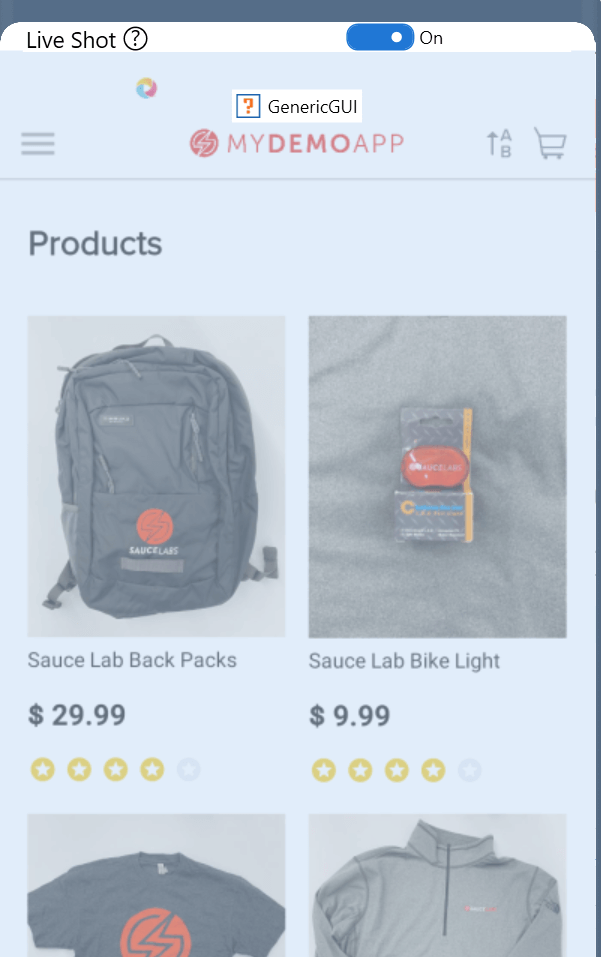 Live Shot ? On
? GenericGUI
MYDEMOAPP
A
B
Products
SAUCELABS
SAUCELABS
Sauce Lab Back Packs
Sauce Lab Bike Light
$ 29.99
$ 9.99